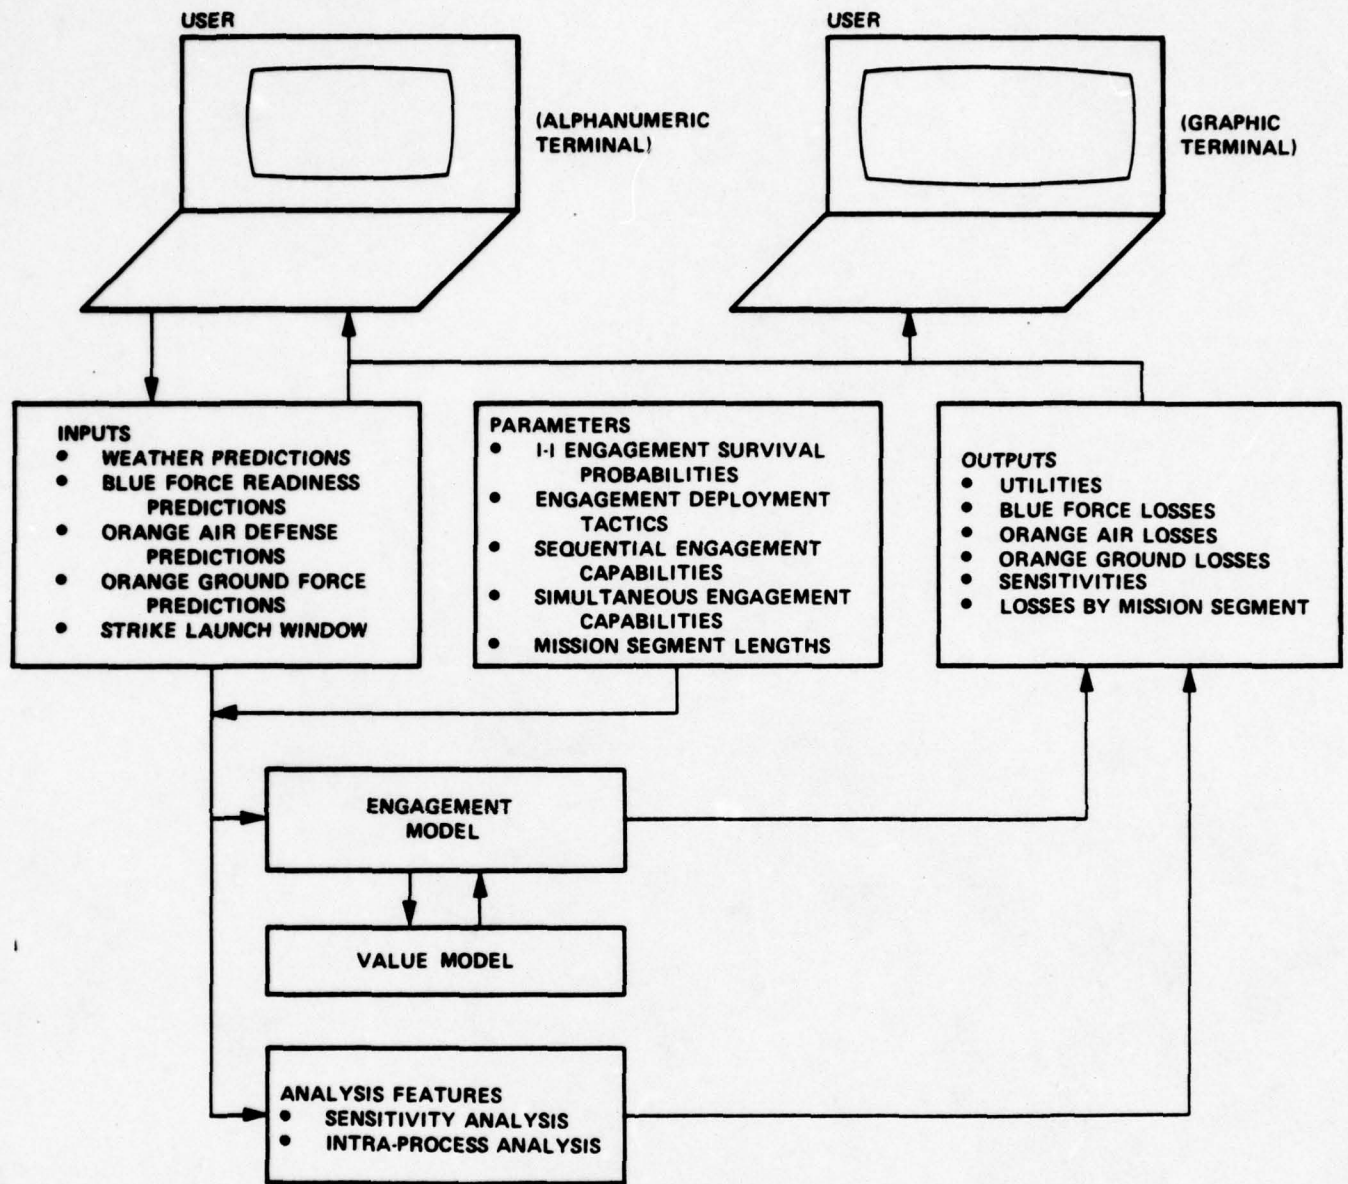 USER
USER
(ALPHANUMERIC
TERMINAL)
(GRAPHIC
TERMINAL)
INPUTS
• WEATHER PREDICTIONS
• BLUE FORCE READINESS
PREDICTIONS
• ORANGE AIR DEFENSE
PREDICTIONS
• ORANGE GROUND FORCE
PREDICTIONS
• STRIKE LAUNCH WINDOW
PARAMETERS
• I-I ENGAGEMENT SURVIVAL
PROBABILITIES
• ENGAGEMENT DEPLOYMENT
TACTICS
• SEQUENTIAL ENGAGEMENT
CAPABILITIES
• SIMULTANEOUS ENGAGEMENT
CAPABILITIES
• MISSION SEGMENT LENGTHS
OUTPUTS
• UTILITIES
• BLUE FORCE LOSSES
• ORANGE AIR LOSSES
• ORANGE GROUND LOSSES
• SENSITIVITIES
• LOSSES BY MISSION SEGMENT
ENGAGEMENT
MODEL
VALUE MODEL
ANALYSIS FEATURES
• SENSITIVITY ANALYSIS
• INTRA-PROCESS ANALYSIS